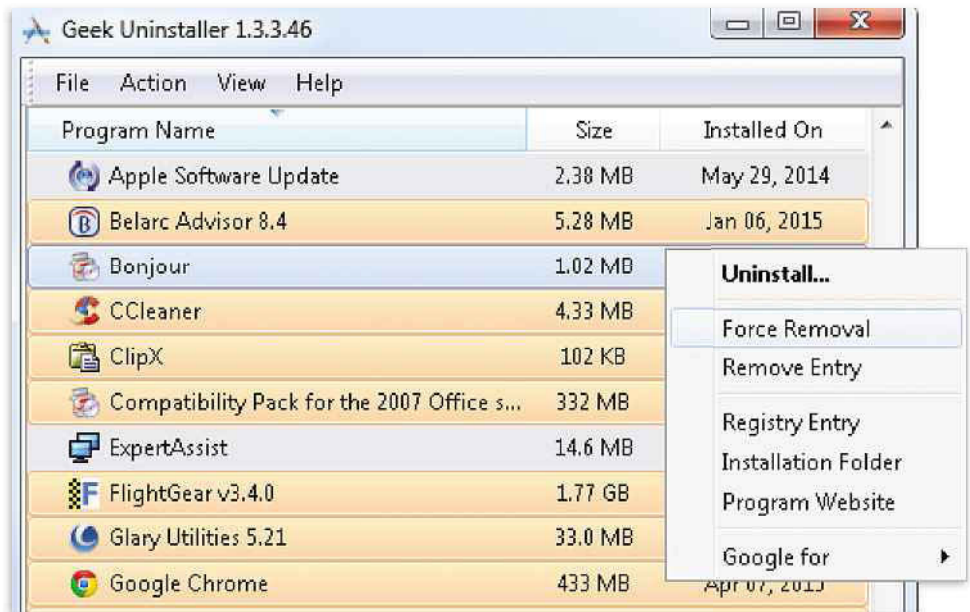 Geek Uninstaller 1.3.3.46
File Action View Help
Program Name Size Installed On
Apple Software Update 2.38 MB May 29, 2014
Belarc Advisor 8.4 5.28 MB Jan 06, 2015
Bonjour 1.02 MB
CCleaner 4.33 MB
ClipX 102 KB
Compatibility Pack for the 2007 Office s... 332 MB
ExpertAssist 14.6 MB
FlightGear v3.4.0 1.77 GB
Glary Utilities 5.21 33.0 MB
Google Chrome 433 MB Apr 07, 2015
Uninstall...
Force Removal
Remove Entry
Registry Entry
Installation Folder
Program Website
Google for